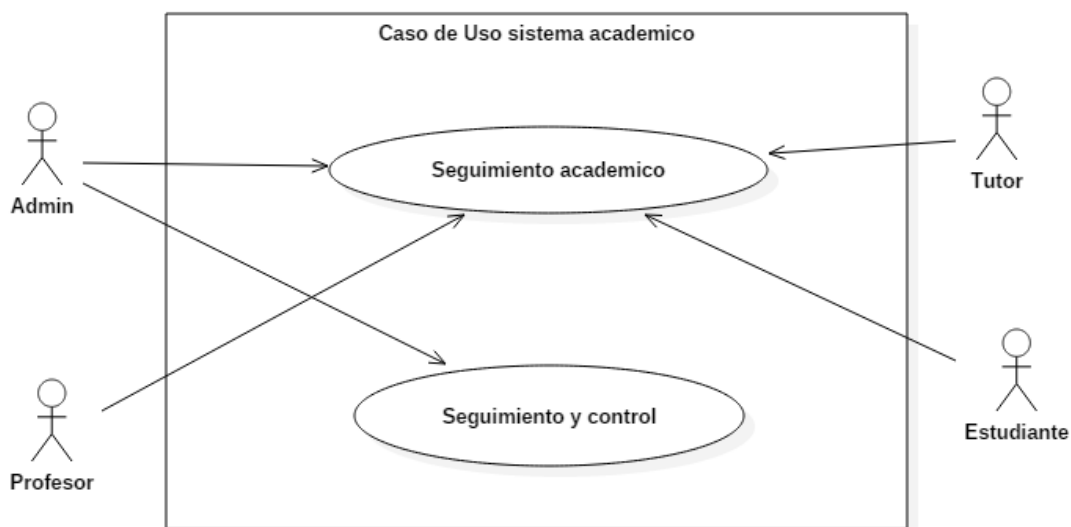 Caso de Uso sistema academico
Seguimiento academico
Admin
Tutor
Seguimiento y control
Profesor
Estudiante